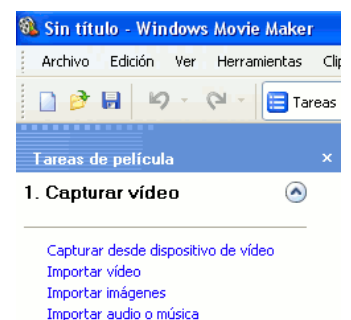 Sin título - Windows Movie Maker
Archivo Edición Ver Herramientas Clip
Tareas
Tareas de película
1. Capturar vídeo
Capturar desde dispositivo de vídeo
Importar vídeo
Importar imágenes
Importar audio o música